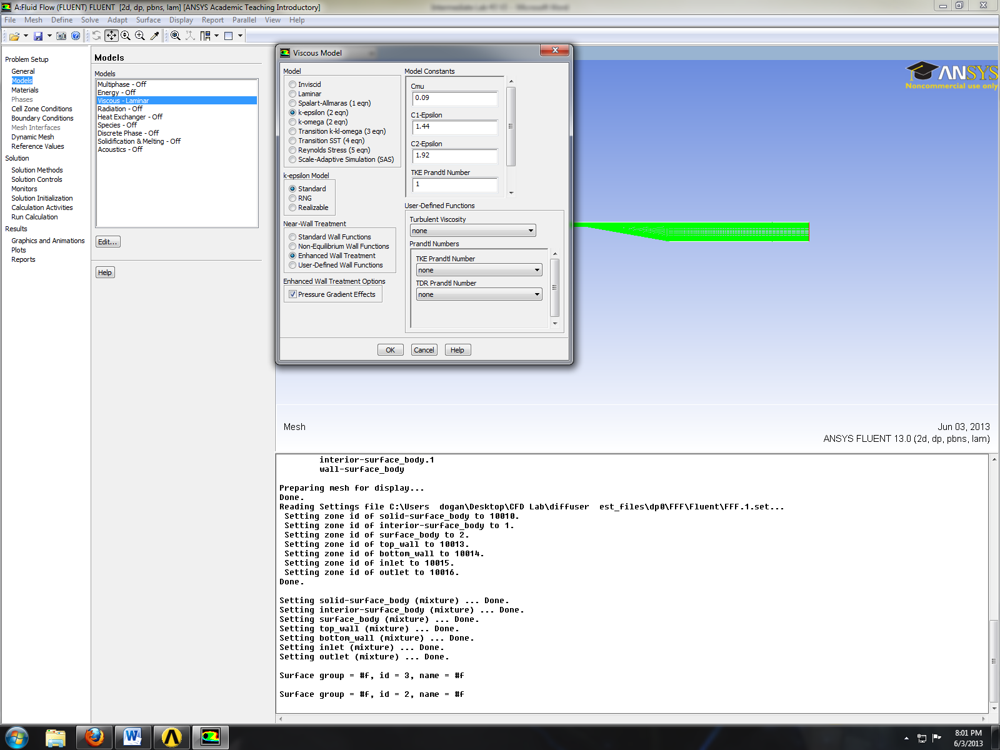 A:Fluid Flow (FLUENT) FLUENT [2d, dp, pbns, lam] [ANSYS Academic Teaching Introductory]
File Mesh Define Solve Adapt Surface Display Report Parallel View Help
Problem Setup
General
Models
Materials
Phases
Cell Zone Conditions
Boundary Conditions
Mesh Interfaces
Dynamic Mesh
Reference Values
Solution
Solution Methods
Solution Controls
Monitors
Solution Initialization
Calculation Activities
Run Calculation
Results
Graphics and Animations
Plots
Reports
Models
Models
Multiphase - Off
Energy - Off
Viscous - Laminar
Radiation - Off
Heat Exchanger - Off
Species - Off
Discrete Phase - Off
Solidification & Melting - Off
Acoustics - Off
Edit...
Help
Viscous Model
Model
Inviscid
Laminar
Spalart-Allmaras (1 eqn)
k-epsilon (2 eqn)
k-omega (2 eqn)
Transition k-kl-omega (3 eqn)
Transition SST (4 eqn)
Reynolds Stress (5 eqn)
Scale-Adaptive Simulation (SAS)
k-epsilon Model
Standard
RNG
Realizable
Near-Wall Treatment
Standard Wall Functions
Non-Equilibrium Wall Functions
Enhanced Wall Treatment
User-Defined Wall Functions
Enhanced Wall Treatment Options
Pressure Gradient Effects
Model Constants
Cmu
0.09
C1-Epsilon
1.44
C2-Epsilon
1.92
TKE Prandtl Number
1
User-Defined Functions
Turbulent Viscosity
none
Prandtl Numbers
TKE Prandtl Number
none
TDR Prandtl Number
none
OK Cancel Help
ANSYS
Noncommercial use only
Mesh
Jun 03, 2013
ANSYS FLUENT 13.0 (2d, dp, pbns, lam)
interior-surface_body.1
wall-surface_body
Preparing mesh for display...
Done.
Reading Settings file C:\Users dogan\Desktop\CFD Lab\diffuser est_files\dp0\FFF\Fluent\FFF.1.set...
Setting zone id of solid-surface_body to 10010.
Setting zone id of interior-surface_body to 1.
Setting zone id of surface_body to 2.
Setting zone id of top_wall to 10013.
Setting zone id of bottom_wall to 10014.
Setting zone id of inlet to 10015.
Setting zone id of outlet to 10016.
Done.
Setting solid-surface_body (mixture) ... Done.
Setting interior-surface_body (mixture) ... Done.
Setting surface_body (mixture) ... Done.
Setting top_wall (mixture) ... Done.
Setting bottom_wall (mixture) ... Done.
Setting inlet (mixture) ... Done.
Setting outlet (mixture) ... Done.
Surface group = #f, id = 3, name = #f
Surface group = #f, id = 2, name = #f
8:01 PM
6/3/2013